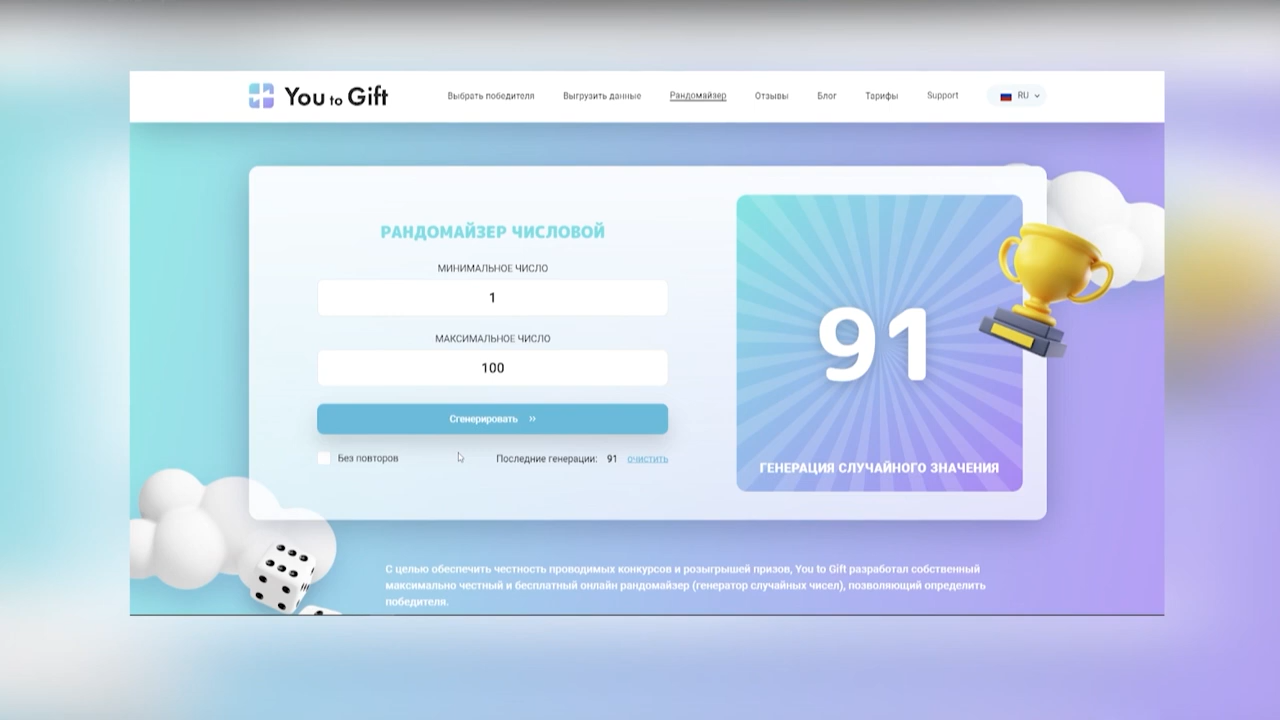 You to Gift
Выбрать победителя
Выгрузить данные
Рандомайзер
Отзывы
Блог
Тарифы
Support
RU
РАНДОМАЙЗЕР ЧИСЛОВОЙ
МИНИМАЛЬНОЕ ЧИСЛО
1
МАКСИМАЛЬНОЕ ЧИСЛО
100
Сгенерировать »
Без повторов
Последние генерации: 91 очистить
91
ГЕНЕРАЦИЯ СЛУЧАЙНОГО ЗНАЧЕНИЯ
С целью обеспечить честность проводимых конкурсов и розыгрышей призов, You to Gift разработал собственный
максимально честный и бесплатный онлайн рандомайзер (генератор случайных чисел), позволяющий определить
победителя.